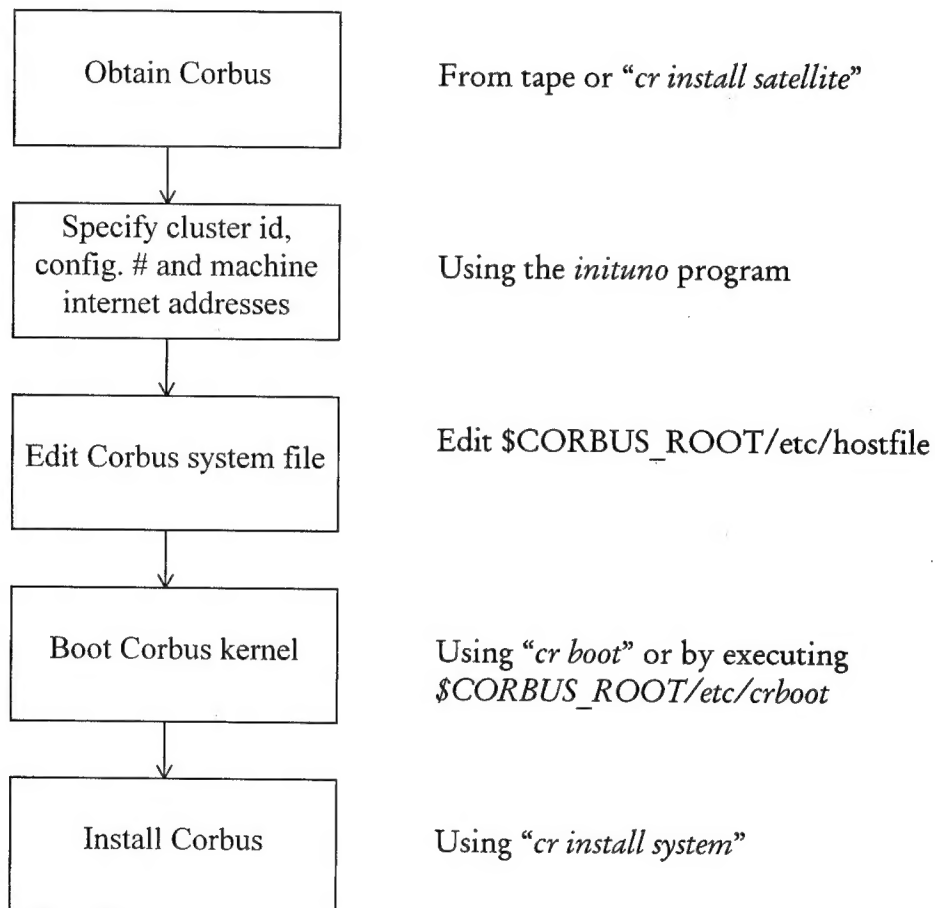 Obtain Corbus
From tape or “cr install satellite”
Specify cluster id,
config. # and machine
internet addresses
Using the inituno program
Edit Corbus system file
Edit $CORBUS_ROOT/etc/hostfile
Boot Corbus kernel
Using “cr boot” or by executing
$CORBUS_ROOT/etc/crboot
Install Corbus
Using “cr install system”